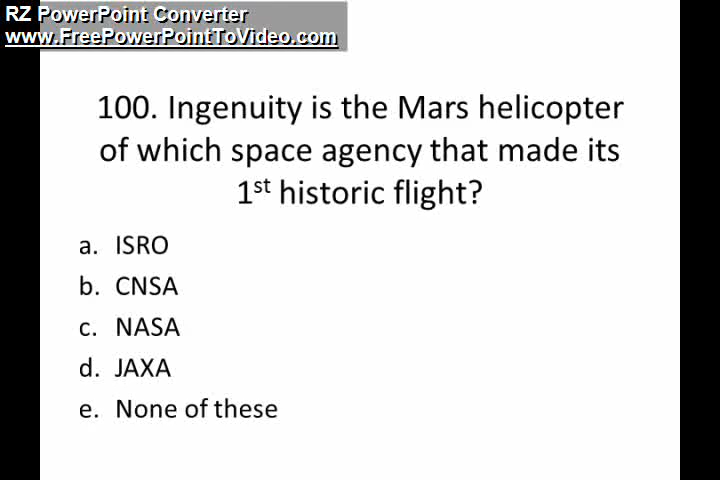 RZ PowerPoint Converter
www.FreePowerPointToVideo.com
100. Ingenuity is the Mars helicopter
of which space agency that made its
1st historic flight?
a. ISRO
b. CNSA
c. NASA
d. JAXA
e. None of these